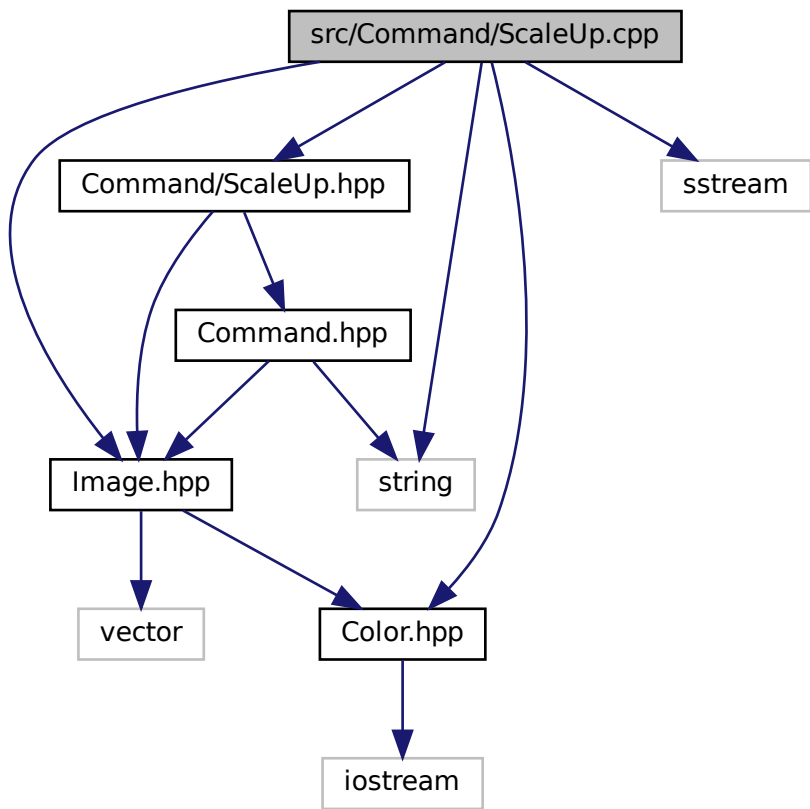 src/Command/ScaleUp.cpp
Command/ScaleUp.hpp
sstream
Command.hpp
Image.hpp
string
vector
Color.hpp
iostream